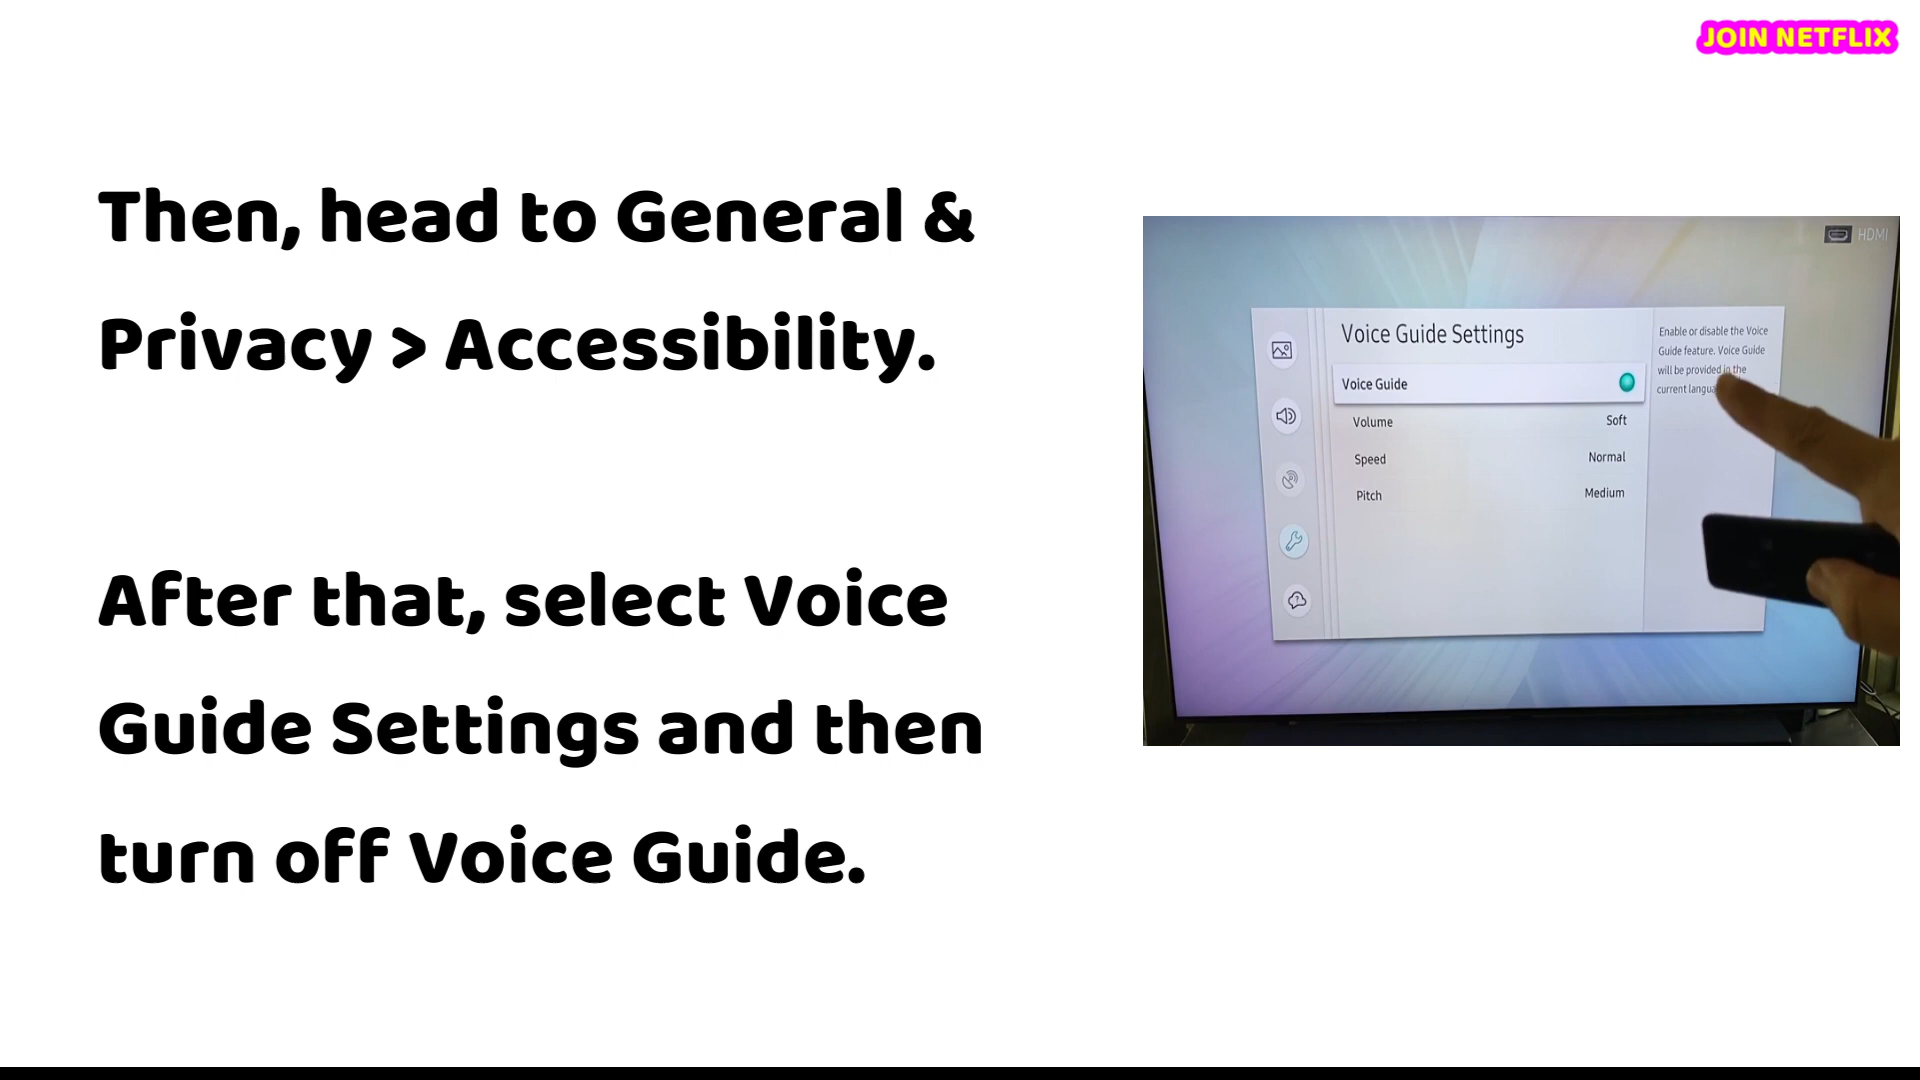 JOIN NETFLIX
Then, head to General &
Privacy > Accessibility.
After that, select Voice
Guide Settings and then
turn off Voice Guide.
HDMI
Voice Guide Settings
Voice Guide
Volume Soft
Speed Normal
Pitch Medium
Enable or disable the Voice
Guide feature. Voice Guide
will be provided in the
current